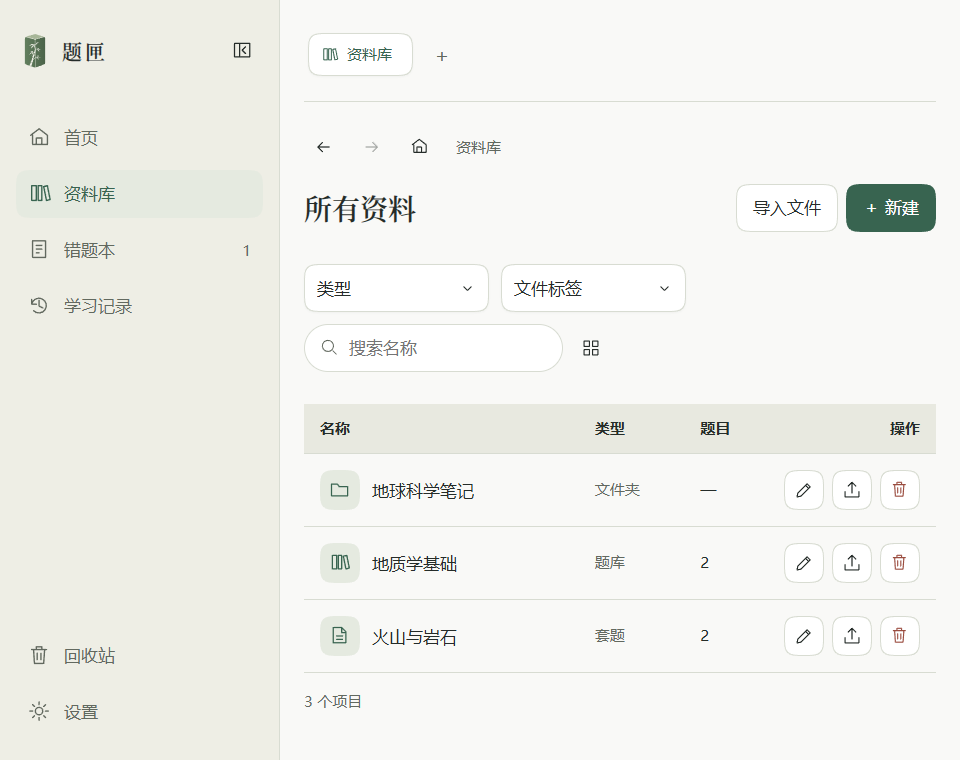 题匣
首页
资料库
错题本 1
学习记录
回收站
设置
资料库 +
资料库
所有资料
导入文件
+ 新建
类型
文件标签
搜索名称
名称 类型 题目 操作
地球科学笔记 文件夹 —
地质学基础 题库 2
火山与岩石 套题 2
3 个项目